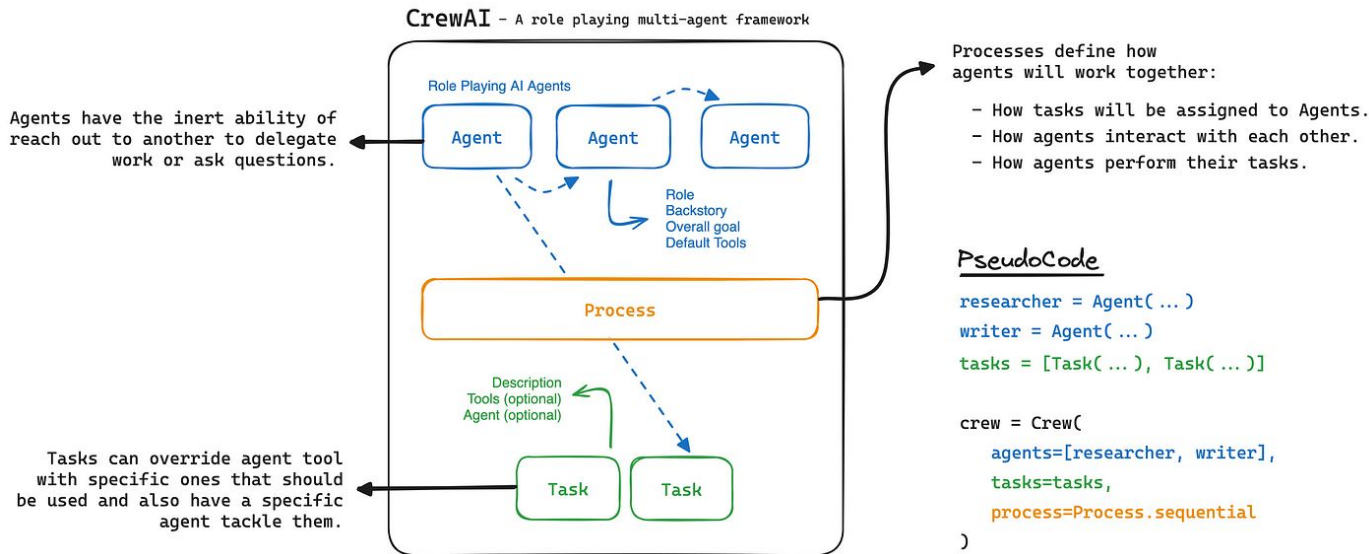 CrewAI - A role playing multi-agent framework
Role Playing AI Agents
Agent
Agent
Agent
Role
Backstory
Overall goal
Default Tools
Process
Description
Tools (optional)
Agent (optional)
Task
Task
Agents have the inert ability of
reach out to another to delegate
work or ask questions.
Tasks can override agent tool
with specific ones that should
be used and also have a specific
agent tackle them.
Processes define how
agents will work together:
- How tasks will be assigned to Agents.
- How agents interact with each other.
- How agents perform their tasks.
PseudoCode
researcher = Agent(...)
writer = Agent(...)
tasks = [Task(...), Task(...)]
crew = Crew(
agents=[researcher, writer],
tasks=tasks,
process=Process.sequential
)